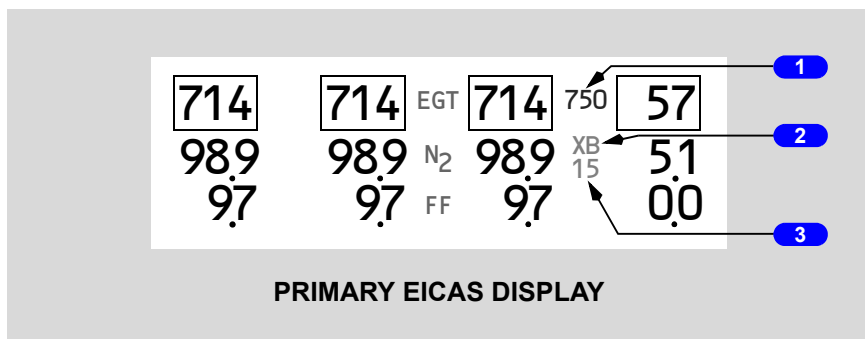 714 714 EGT 714 750 57 1
98.9 98.9 N2 98.9 XB 5.1 2
15
9.7 9.7 FF 9.7 0.0 3
PRIMARY EICAS DISPLAY